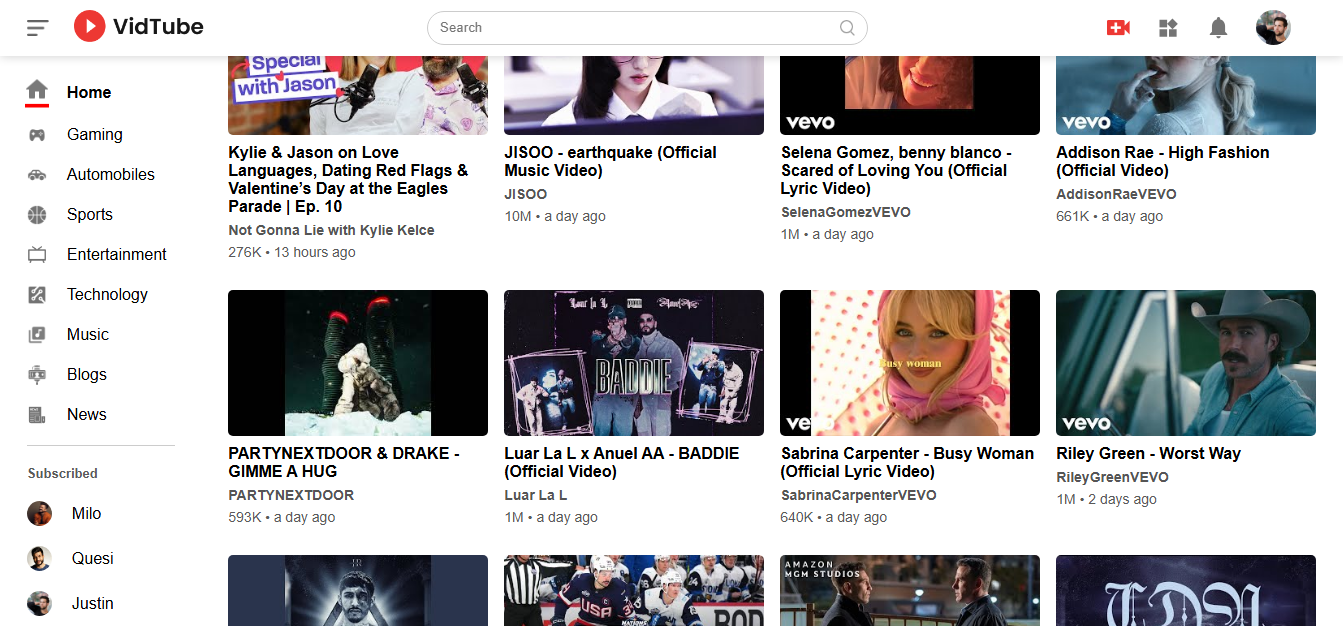 VidTube
Search
Home
Gaming
Automobiles
Sports
Entertainment
Technology
Music
Blogs
News
Subscribed
Milo
Quesi
Justin
Special
with Jason
Kylie & Jason on Love
Languages, Dating Red Flags &
Valentine's Day at the Eagles
Parade | Ep. 10
Not Gonna Lie with Kylie Kelce
276K • 13 hours ago
JISOO - earthquake (Official
Music Video)
JISOO
10M • a day ago
vevo
Selena Gomez, benny blanco -
Scared of Loving You (Official
Lyric Video)
SelenaGomezVEVO
1M • a day ago
vevo
Addison Rae - High Fashion
(Official Video)
AddisonRaeVEVO
661K • a day ago
PARTYNEXTDOOR & DRAKE -
GIMME A HUG
PARTYNEXTDOOR
593K • a day ago
Luar La L
BADDIE
Luar La L x Anuel AA - BADDIE
(Official Video)
Luar La L
1M • a day ago
Busy woman
ve
Sabrina Carpenter - Busy Woman
(Official Lyric Video)
SabrinaCarpenterVEVO
640K • a day ago
vevo
Riley Green - Worst Way
RileyGreenVEVO
1M • 2 days ago
USA
AMAZON
MGM STUDIOS